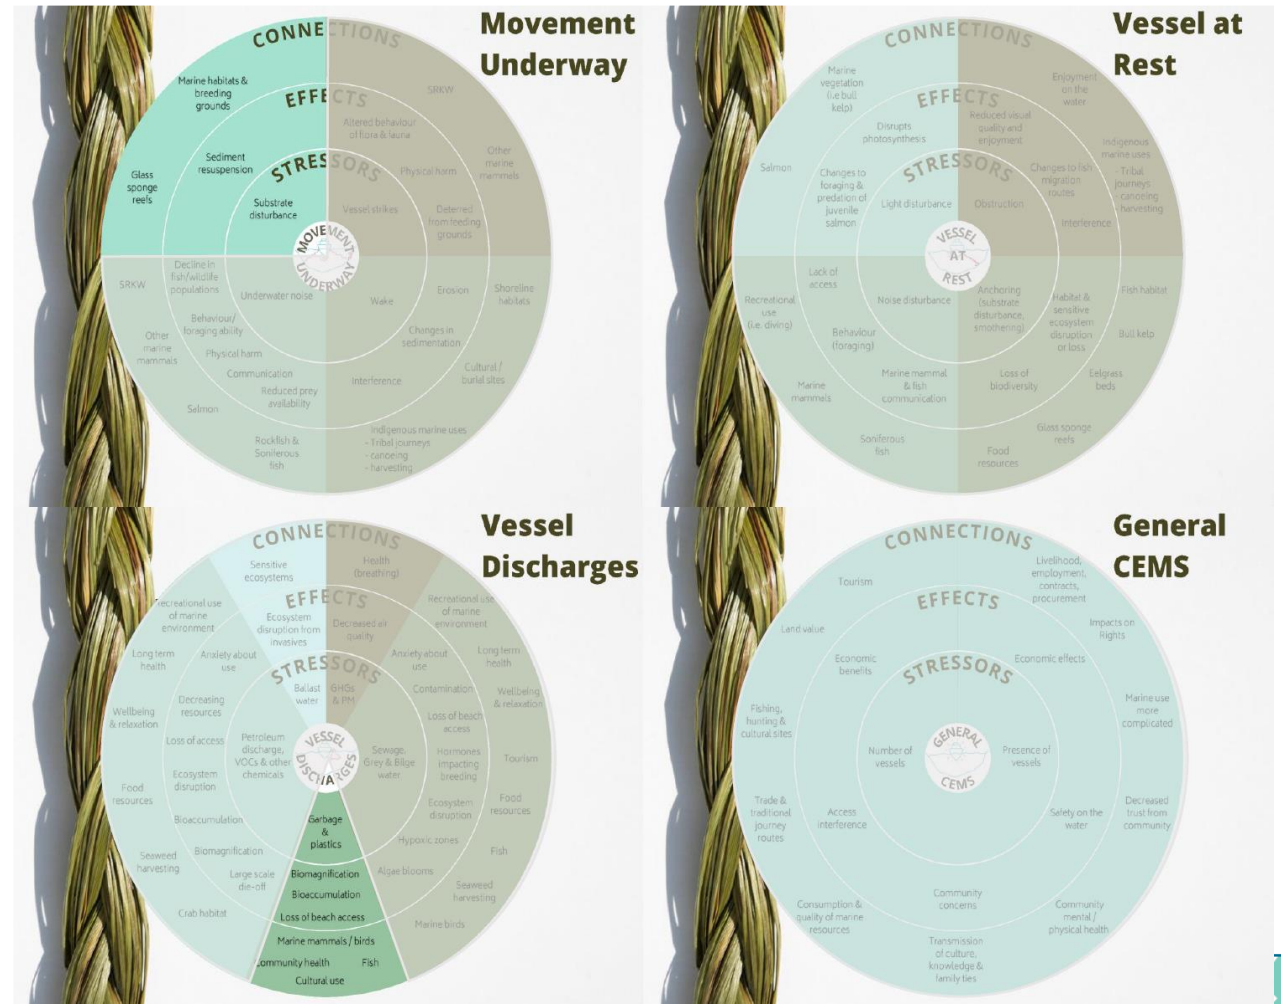 Movement
Underway
CONNECTIONS
Marine habitats &
breeding
grounds
Glass
sponge
reefs
EFFECTS
Sediment
resuspension
STRESSORS
Substrate
disturbance
SRKW
Altered behaviour
of flora & fauna
Other
marine
mammals
Physical harm
Vessel strikes
Deterred
from feeding
grounds
MOVEMENT
UNDERWAY
SRKW
Decline in
fish/wildlife
populations
Underwater noise
Behaviour/
foraging ability
Other
marine
mammals
Physical harm
Communication
Reduced prey
availability
Salmon
Rockfish &
Soniferous
fish
Wake
Erosion
Shoreline
habitats
Changes in
sedimentation
Interference
Cultural /
burial sites
Indigenous marine uses
- Tribal journeys
- canoeing
- harvesting
Vessel at
Rest
CONNECTIONS
Marine
vegetation
(i.e bull
kelp)
EFFECTS
Disrupts
photosynthesis
Salmon
Changes to
foraging &
predation of
juvenile
salmon
STRESSORS
Light disturbance
Enjoyment
on the
water
Reduced visual
quality and
enjoyment
Indigenous
marine uses
- Tribal
journeys
- canoeing
- harvesting
Changes to fish
migration
routes
Obstruction
Interference
VESSEL
AT
REST
Lack of
access
Recreational
use
(i.e. diving)
Noise disturbance
Behaviour
(foraging)
Marine
mammals
Marine mammal
& fish
communication
Soniferous
fish
Anchoring
(substrate
disturbance,
smothering)
Habitat &
sensitive
ecosystem
disruption
or loss
Fish habitat
Bull kelp
Loss of
biodiversity
Eelgrass
beds
Glass sponge
reefs
Food
resources
Vessel
Discharges
CONNECTIONS
Sensitive
ecosystems
Health
(breathing)
EFFECTS
Ecosystem
disruption from
invasives
Decreased air
quality
STRESSORS
Ballast
water
GHGs
& PM
Recreational use
of marine
environment
Long term
health
Anxiety about
use
Decreasing
resources
Wellbeing
& relaxation
Loss of access
Petroleum
discharge,
VOCs & other
chemicals
Ecosystem
disruption
Food
resources
Bioaccumulation
Seaweed
harvesting
Biomagnification
Large scale
die-off
Crab habitat
VESSEL
DISCHARGES
Recreational use
of marine
environment
Anxiety about
use
Long term
health
Contamination
Wellbeing
& relaxation
Loss of beach
access
Sewage,
Grey & Bilge
water
Hormones
impacting
breeding
Tourism
Ecosystem
disruption
Food
resources
Hypoxic zones
Fish
Algae blooms
Seaweed
harvesting
Marine birds
Garbage
&
plastics
Biomagnification
Bioaccumulation
Loss of beach access
Marine mammals / birds
Community health Fish
Cultural use
General
CEMS
CONNECTIONS
Tourism
Livelihood,
employment,
contracts,
procurement
EFFECTS
Land value
Impacts on
Rights
Economic
benefits
Economic effects
STRESSORS
Fishing,
hunting &
cultural sites
Marine use
more
complicated
Number of
vessels
GENERAL
CEMS
Presence of
vessels
Trade &
traditional
journey
routes
Access
interference
Safety on the
water
Decreased
trust from
community
Community
concerns
Consumption &
quality of marine
resources
Community
mental /
physical health
Transmission
of culture,
knowledge &
family ties